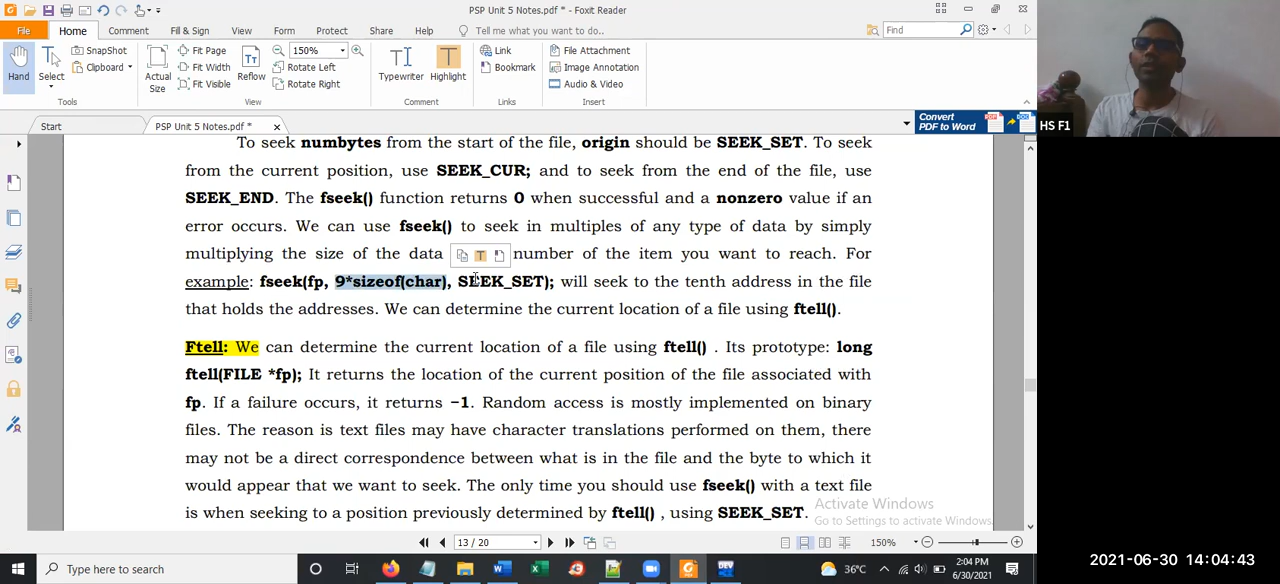 PSP Unit 5 Notes.pdf * - Foxit Reader
File Home Comment Fill & Sign View Form Protect Share Help Tell me what you want to do.. Find
Hand
Select
SnapShot
Clipboard
Tools
Actual
Size
Fit Page
Fit Width
Fit Visible
Reflow
150%
Rotate Left
Rotate Right
View
Typewriter
Highlight
Comment
Link
Bookmark
Links
File Attachment
Image Annotation
Audio & Video
Insert
HS F1
Start
PSP Unit 5 Notes.pdf *
Convert
PDF to Word
To seek numbytes from the start of the file, origin should be SEEK_SET. To seek
from the current position, use SEEK_CUR; and to seek from the end of the file, use
SEEK_END. The fseek() function returns 0 when successful and a nonzero value if an
error occurs. We can use fseek() to seek in multiples of any type of data by simply
multiplying the size of the data number of the item you want to reach. For
example: fseek(fp, 9*sizeof(char), SEEK_SET); will seek to the tenth address in the file
that holds the addresses. We can determine the current location of a file using ftell().
Ftell: We can determine the current location of a file using ftell() . Its prototype: long
ftell(FILE *fp); It returns the location of the current position of the file associated with
fp. If a failure occurs, it returns −1. Random access is mostly implemented on binary
files. The reason is text files may have character translations performed on them, there
may not be a direct correspondence between what is in the file and the byte to which it
would appear that we want to seek. The only time you should use fseek() with a text file
is when seeking to a position previously determined by ftell() , using SEEK_SET.
Activate Windows
Go to Settings to activate Windows.
13 / 20
150%
Type here to search
36°C
2:04 PM
6/30/2021
2021-06-30 14:04:43